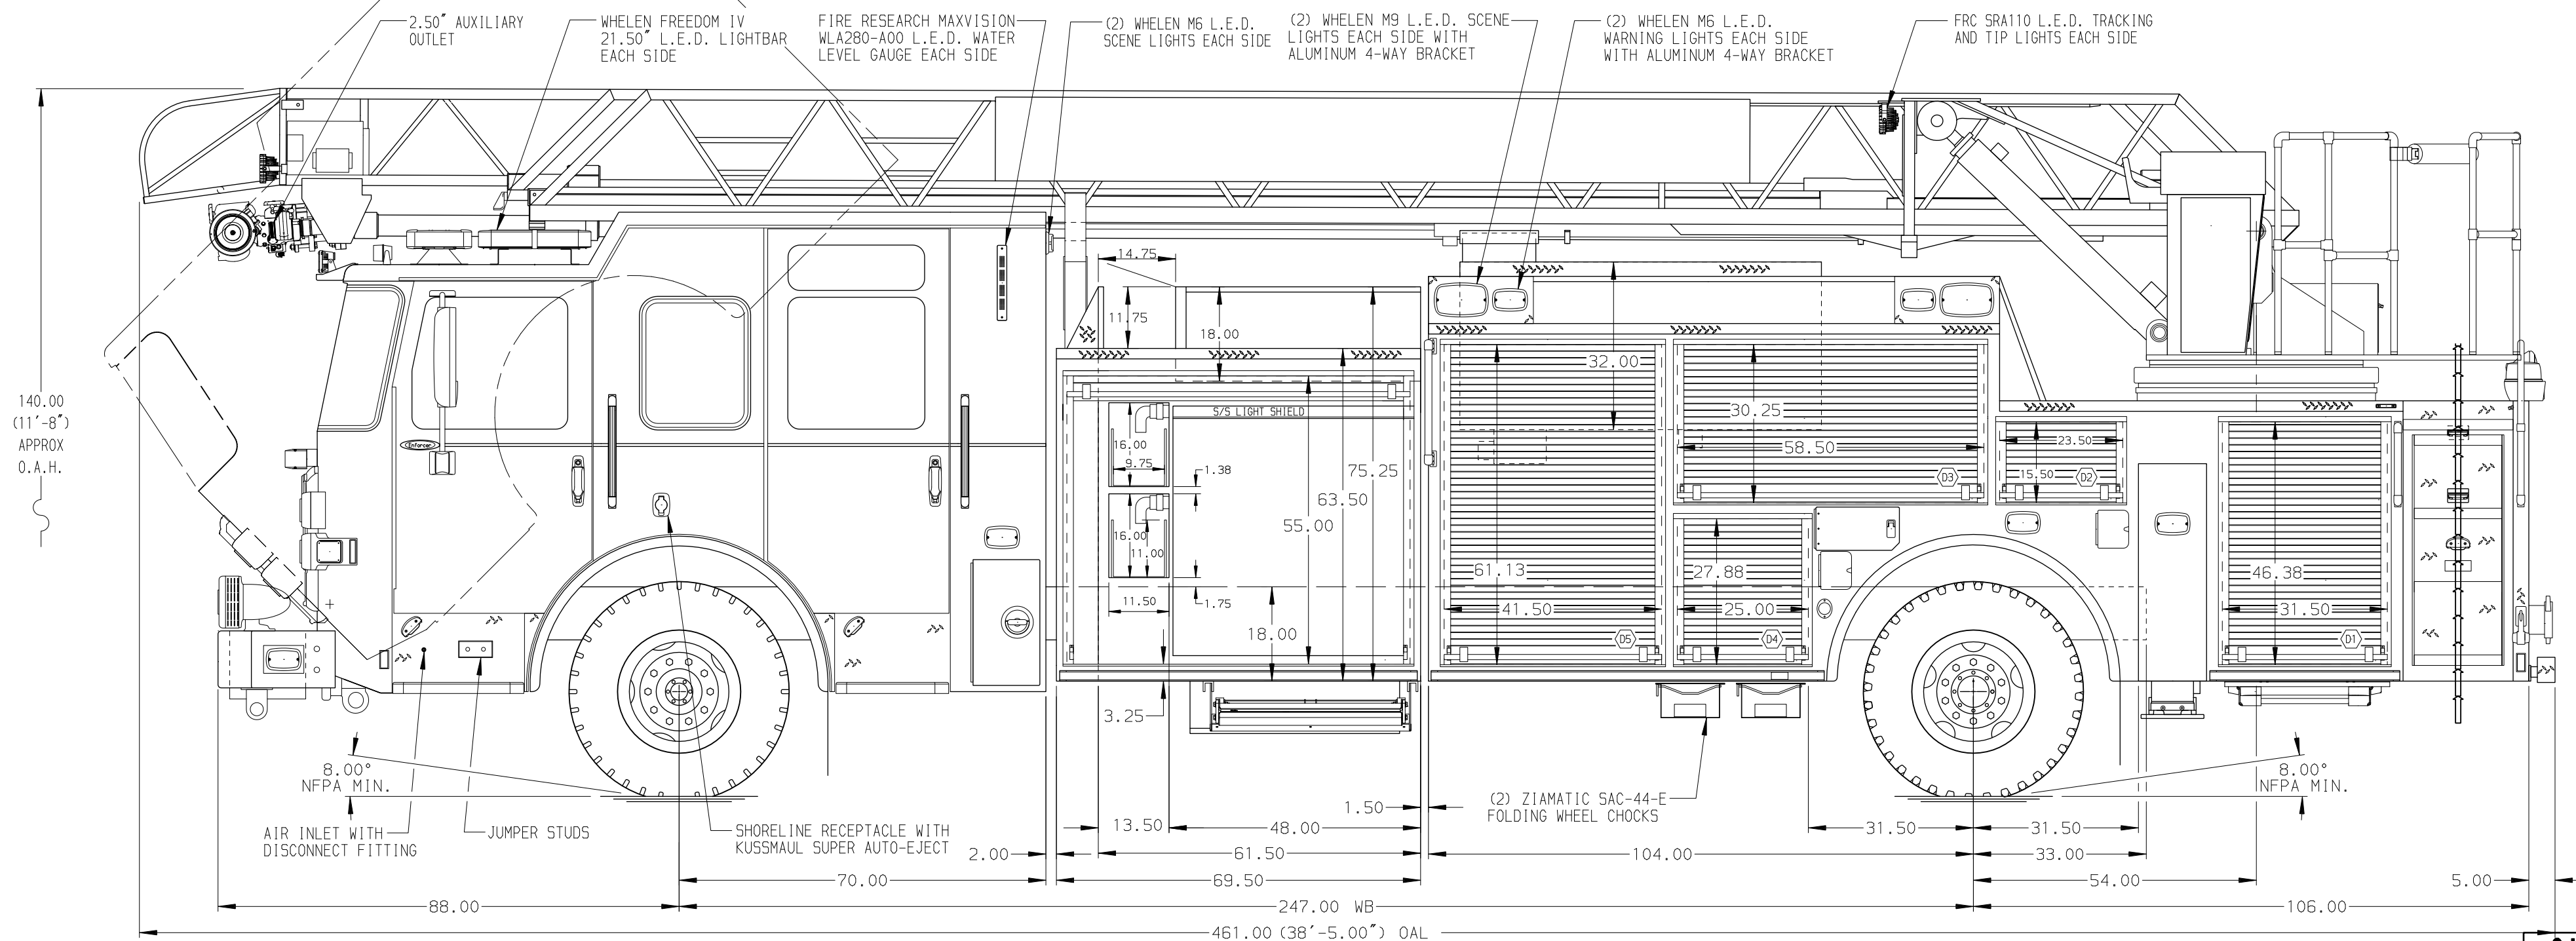 2.50" AUXILIARY
OUTLET
WHELEN FREEDOM IV
21.50" L.E.D. LIGHTBAR
EACH SIDE
FIRE RESEARCH MAXVISION
WLA280-A00 L.E.D. WATER
LEVEL GAUGE EACH SIDE
(2) WHELEN M6 L.E.D.
SCENE LIGHTS EACH SIDE
(2) WHELEN M9 L.E.D. SCENE
LIGHTS EACH SIDE WITH
ALUMINUM 4-WAY BRACKET
(2) WHELEN M6 L.E.D.
WARNING LIGHTS EACH SIDE
WITH ALUMINUM 4-WAY BRACKET
FRC SRA110 L.E.D. TRACKING
AND TIP LIGHTS EACH SIDE
140.00
(11'-8")
APPROX
O.A.H.
14.75
11.75
18.00
32.00
30.25
58.50
D3
23.50
15.50
D2
S/S LIGHT SHIELD
16.00
9.75
1.38
16.00
11.00
11.50
1.75
75.25
63.50
55.00
18.00
3.25
Enforcer
61.13
41.50
D5
27.88
25.00
D4
46.38
31.50
D1
8.00°
NFPA MIN.
8.00°
NFPA MIN.
AIR INLET WITH
DISCONNECT FITTING
JUMPER STUDS
SHORELINE RECEPTACLE WITH
KUSSMAUL SUPER AUTO-EJECT
(2) ZIAMATIC SAC-44-E
FOLDING WHEEL CHOCKS
1.50
13.50
48.00
31.50
31.50
2.00
61.50
104.00
33.00
70.00
69.50
54.00
5.00
88.00
247.00 WB
106.00
461.00 (38'-5.00") OAL